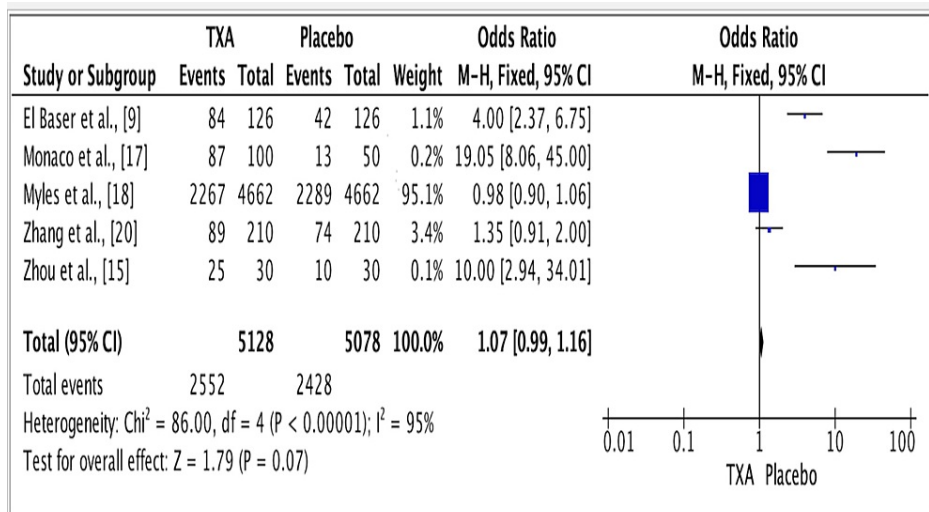 TXA Placebo Odds Ratio Odds Ratio
Study or Subgroup Events Total Events Total Weight M-H, Fixed, 95% CI M-H, Fixed, 95% CI
El Baser et al., [9] 84 126 42 126 1.1% 4.00 [2.37, 6.75]
Monaco et al., [17] 87 100 13 50 0.2% 19.05 [8.06, 45.00]
Myles et al., [18] 2267 4662 2289 4662 95.1% 0.98 [0.90, 1.06]
Zhang et al., [20] 89 210 74 210 3.4% 1.35 [0.91, 2.00]
Zhou et al., [15] 25 30 10 30 0.1% 10.00 [2.94, 34.01]
Total (95% CI) 5128 5078 100.0% 1.07 [0.99, 1.16]
Total events 2552 2428
Heterogeneity: Chi² = 86.00, df = 4 (P < 0.00001); I² = 95%
Test for overall effect: Z = 1.79 (P = 0.07)
0.01 0.1 1 10 100
TXA Placebo